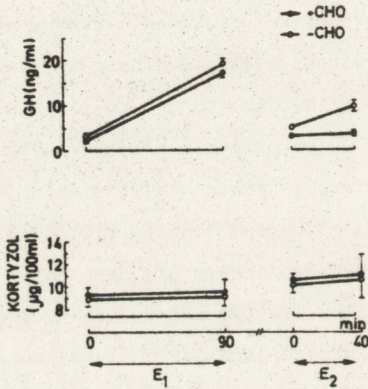 +CHO
-CHO
GH (ng/ml)
20
10
0
KORTYZOL
(µg/100ml)
14
12
10
8
min
0
90
0
40
E1
E2